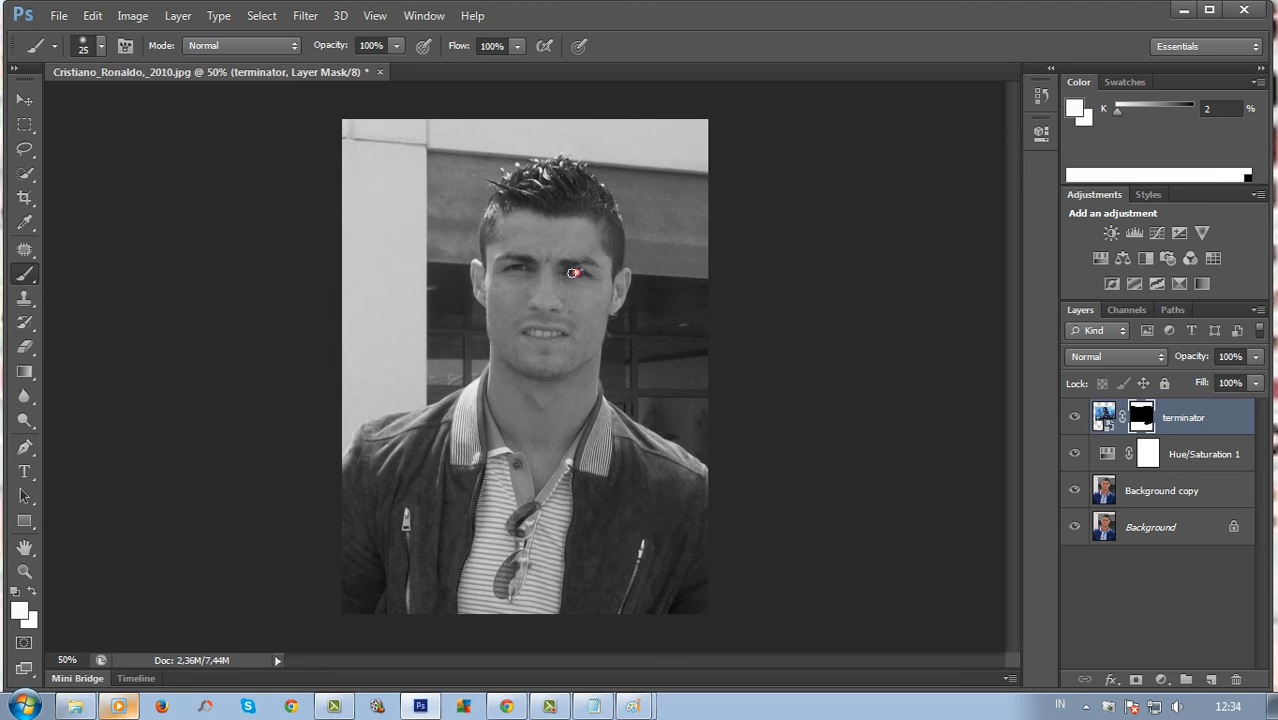 Ps File Edit Image Layer Type Select Filter 3D View Window Help
25 Mode: Normal Opacity: 100% Flow: 100% Essentials
Cristiano_Ronaldo,_2010.jpg @ 50% (terminator, Layer Mask/8) * ×
Color Swatches
K 2 %
Adjustments Styles
Add an adjustment
Layers Channels Paths
Kind
Normal Opacity: 100%
Lock: Fill: 100%
terminator
Hue/Saturation 1
Background copy
Background
50% Doc: 2,36M/7,44M
Mini Bridge Timeline
Ps IN 12:34